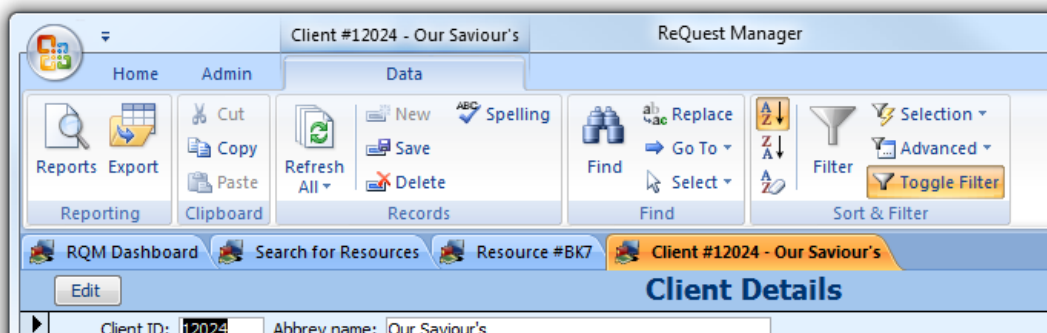 Client #12024 - Our Saviour's ReQuest Manager
Home Admin Data
Cut New ABC Spelling ab ac Replace A Z Selection
Copy Save Go To Z A Advanced
Reports Export Paste Refresh All Delete Find Select A Z Filter Toggle Filter
Reporting Clipboard Records Find Sort & Filter
RQM Dashboard Search for Resources Resource #BK7 Client #12024 - Our Saviour's
Edit Client Details
Client ID: 12024 Abbrev name: Our Saviour's